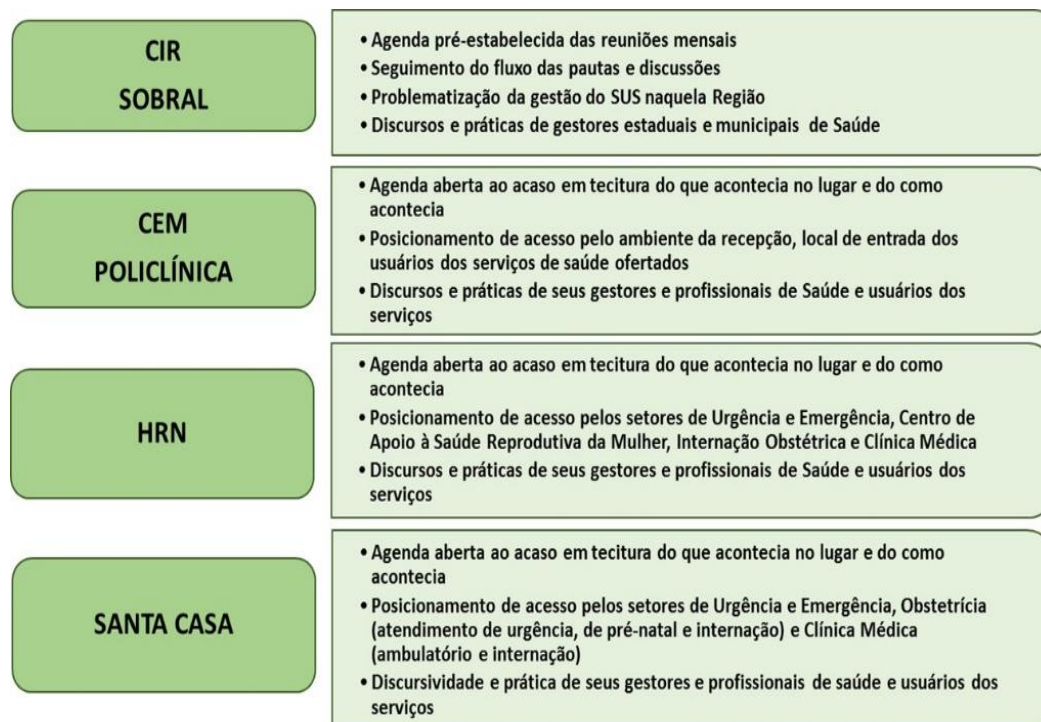 CIR
SOBRAL
• Agenda pré-estabelecida das reuniões mensais
• Seguimento do fluxo das pautas e discussões
• Problematização da gestão do SUS naquela Região
• Discursos e práticas de gestores estaduais e municipais de Saúde
CEM
POLICLÍNICA
• Agenda aberta ao acaso em tecitura do que acontecia no lugar e do como
acontecia
• Posicionamento de acesso pelo ambiente da recepção, local de entrada dos
usuários dos serviços de saúde ofertados
• Discursos e práticas de seus gestores e profissionais de Saúde e usuários dos
serviços
HRN
• Agenda aberta ao acaso em tecitura do que acontecia no lugar e do como
acontecia
• Posicionamento de acesso pelos setores de Urgência e Emergência, Centro de
Apoio à Saúde Reprodutiva da Mulher, Internação Obstétrica e Clínica Médica
• Discursos e práticas de seus gestores e profissionais de Saúde e usuários dos
serviços
SANTA CASA
• Agenda aberta ao acaso em tecitura do que acontecia no lugar e do como
acontecia
• Posicionamento de acesso pelos setores de Urgência e Emergência, Obstetrícia
(atendimento de urgência, de pré-natal e internação) e Clínica Médica
(ambulatório e internação)
• Discursividade e prática de seus gestores e profissionais de saúde e usuários dos
serviços